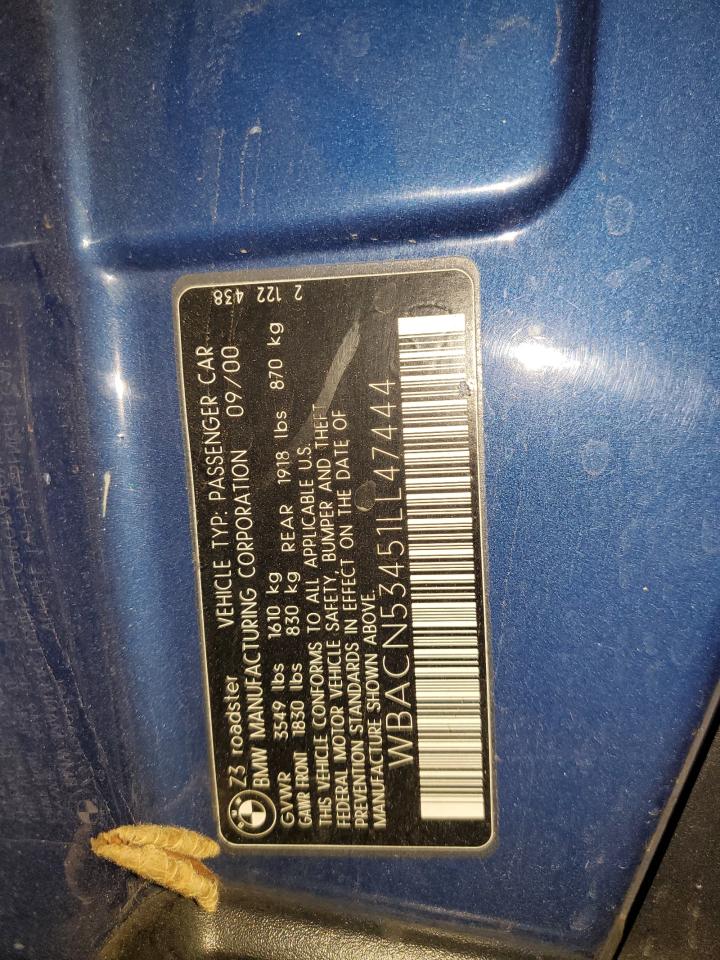 Z3 roadster VEHICLE TYP: PASSENGER CAR 2 122 438
BMW MANUFACTURING CORPORATION 09/00
GVWR 3549 lbs 1610 kg
GAWR FRONT 1830 lbs 830 kg REAR 1918 lbs 870 kg
THIS VEHICLE CONFORMS TO ALL APPLICABLE U.S.
FEDERAL MOTOR VEHICLE SAFETY, BUMPER AND THEFT
PREVENTION STANDARDS IN EFFECT ON THE DATE OF
MANUFACTURE SHOWN ABOVE.
WBACN53451LL47444